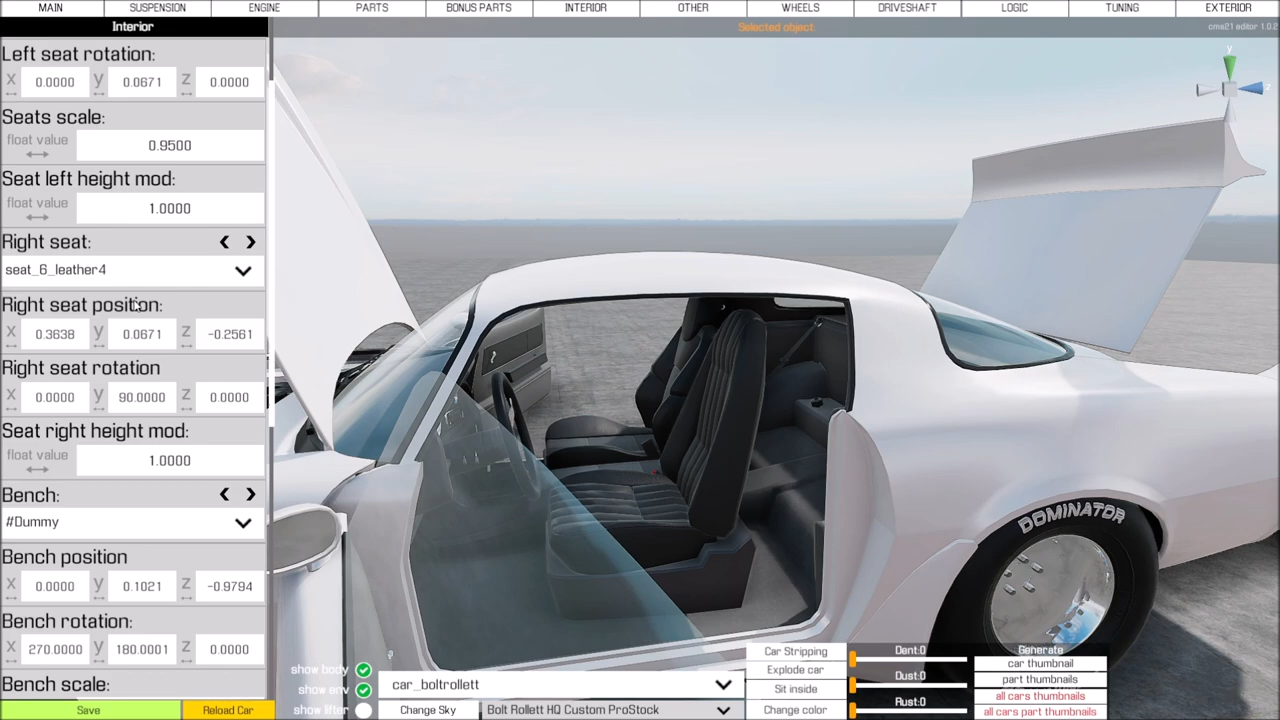 MAIN SUSPENSION ENGINE PARTS BONUS PARTS INTERIOR OTHER WHEELS DRIVESHAFT LOGIC TUNING EXTERIOR
Interior
Selected object:
cms21 editor 1.0.2
y
z
Left seat rotation:
x 0.0000 y 0.0671 z 0.0000
Seats scale:
float value 0.9500
Seat left height mod:
float value 1.0000
Right seat:
seat_6_leather4
Right seat position:
x 0.3638 y 0.0671 z -0.2561
Right seat rotation
x 0.0000 y 90.0000 z 0.0000
Seat right height mod:
float value 1.0000
Bench:
#Dummy
Bench position
x 0.0000 y 0.1021 z -0.9794
Bench rotation:
x 270.0000 y 180.0001 z 0.0000
Bench scale:
Save Reload Car
DOMINATOR
show body
show env
show lifter
car_boltrollett
Change Sky
Bolt Rollett HQ Custom ProStock
Car Stripping
Explode car
Sit inside
Change color
Dent:0
Dust:0
Rust:0
Generate
car thumbnail
part thumbnails
all cars thumbnails
all cars part thumbnails